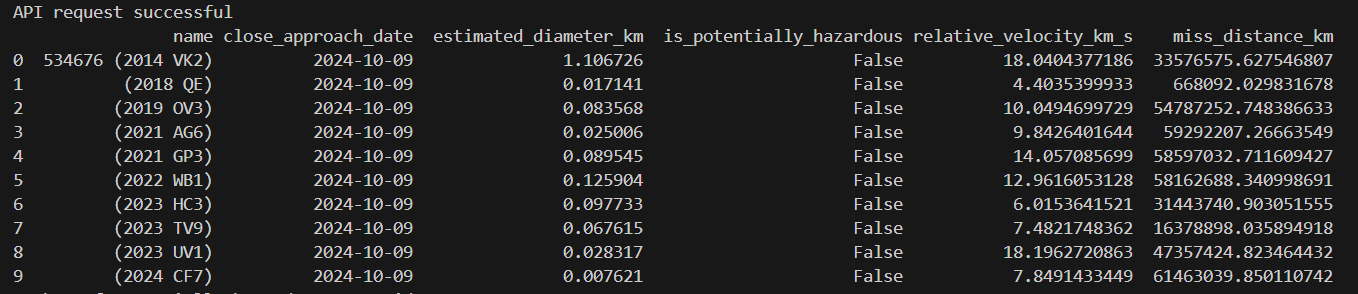 API request successful
name close_approach_date estimated_diameter_km is_potentially_hazardous relative_velocity_km_s miss_distance_km
0 534676 (2014 VK2) 2024-10-09 1.106726 False 18.0404377186 33576575.627546807
1 (2018 QE) 2024-10-09 0.017141 False 4.4035399933 668092.029831678
2 (2019 OV3) 2024-10-09 0.083568 False 10.0494699729 54787252.748386633
3 (2021 AG6) 2024-10-09 0.025006 False 9.8426401644 59292207.26663549
4 (2021 GP3) 2024-10-09 0.089545 False 14.057085699 58597032.711609427
5 (2022 WB1) 2024-10-09 0.125904 False 12.9616053128 58162688.340998691
6 (2023 HC3) 2024-10-09 0.097733 False 6.0153641521 31443740.903051555
7 (2023 TV9) 2024-10-09 0.067615 False 7.4821748362 16378898.035894918
8 (2023 UV1) 2024-10-09 0.028317 False 18.1962720863 47357424.823464432
9 (2024 CF7) 2024-10-09 0.007621 False 7.8491433449 61463039.850110742